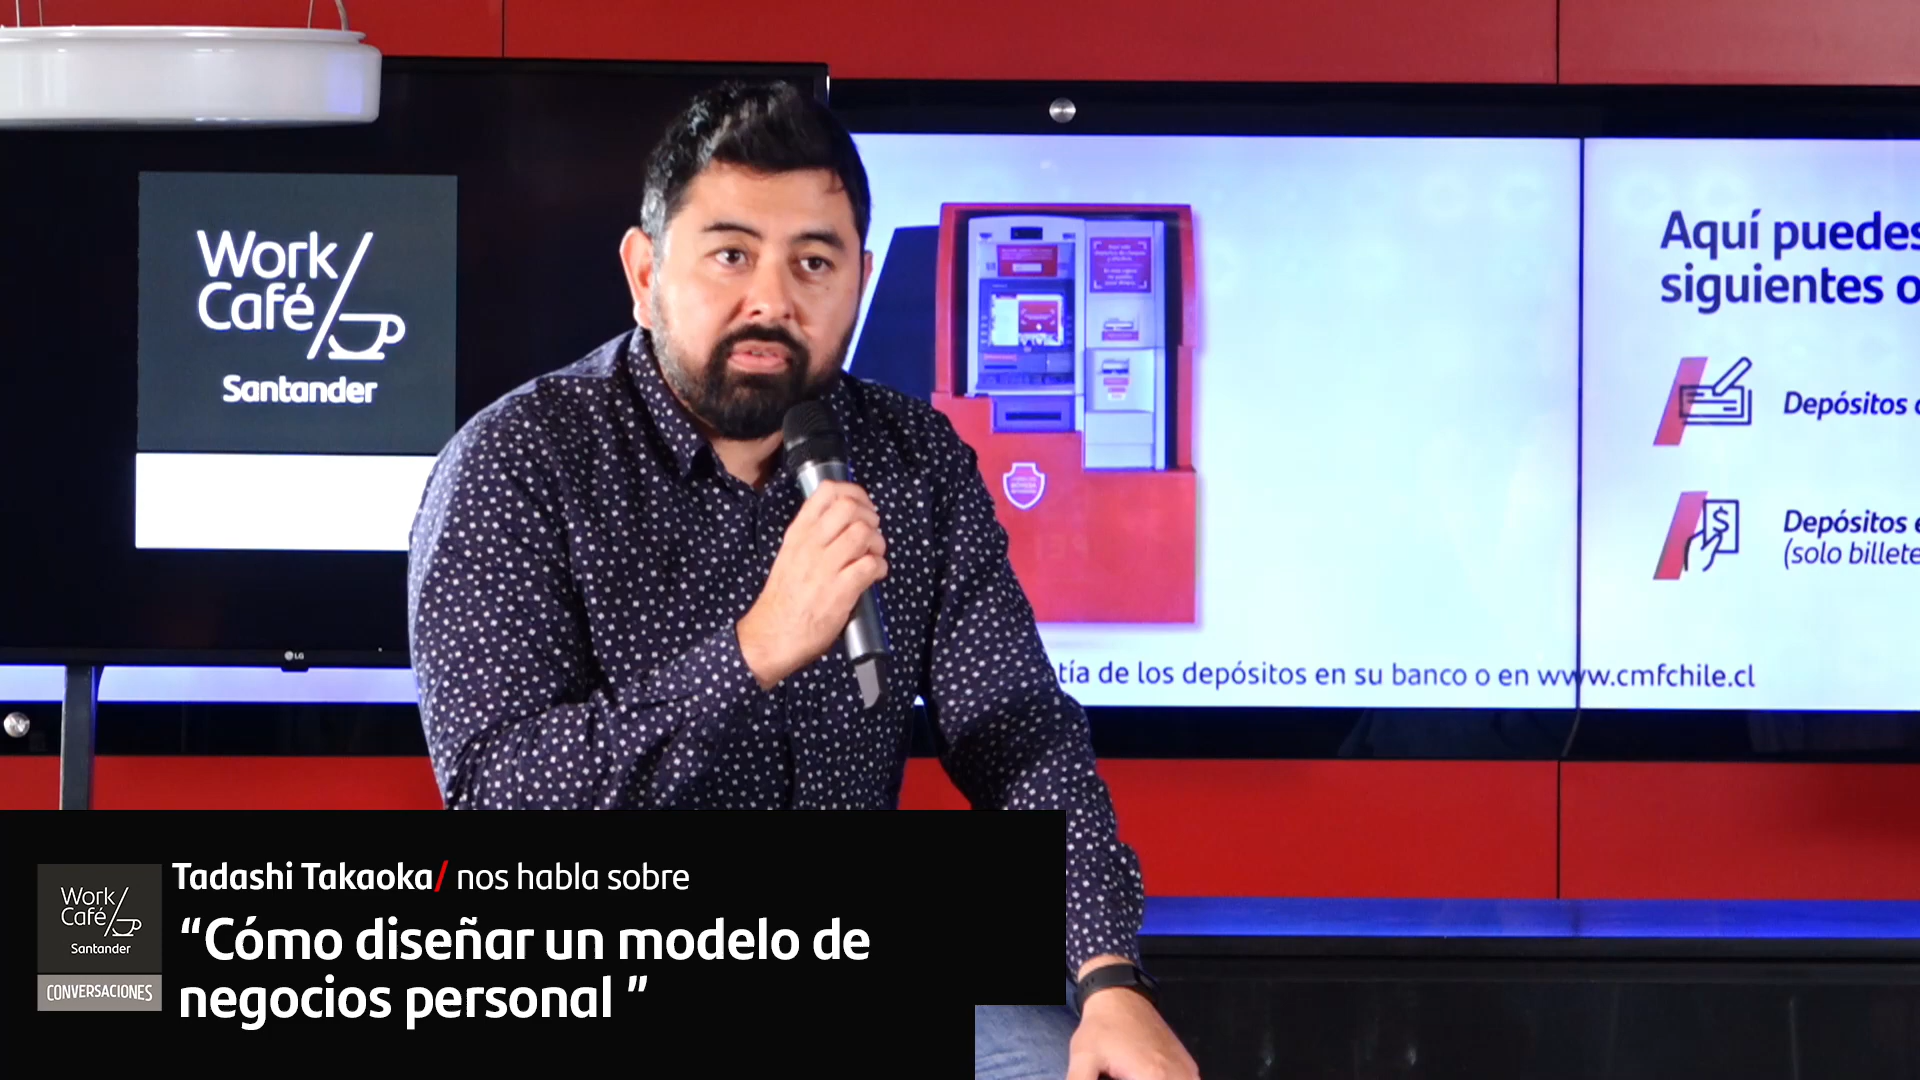 Work
Café
Santander
Aquí puedes
siguientes o
Depósitos
Depósitos e
(solo billete
tía de los depósitos en su banco o en www.cmfchile.cl
LG
Tadashi Takaoka/ nos habla sobre
“Cómo diseñar un modelo de
negocios personal ”
Work
Café
Santander
CONVERSACIONES